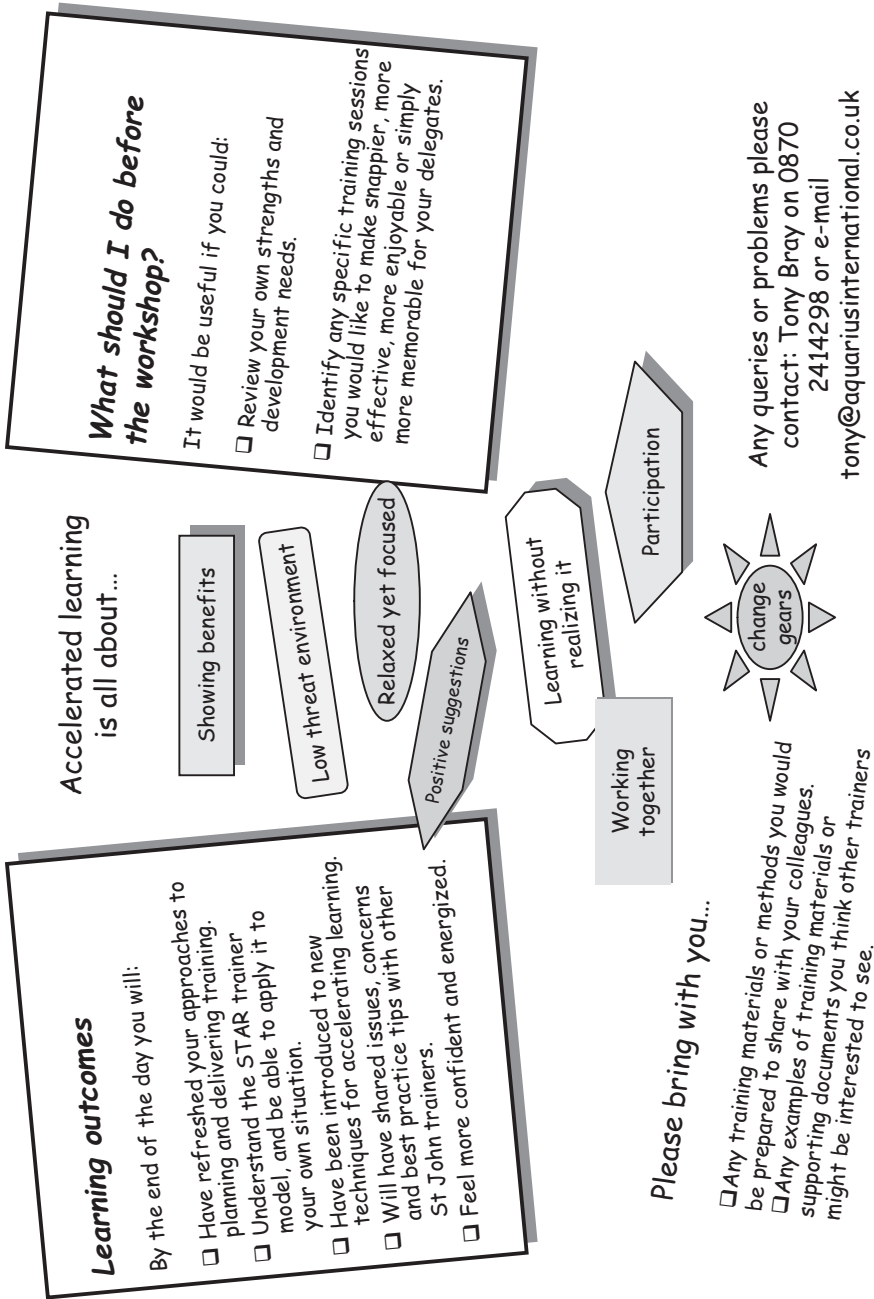 Learning outcomes
By the end of the day you will:
❑ Have refreshed your approaches to
planning and delivering training.
❑ Understand the STAR trainer
model, and be able to apply it to
your own situation.
❑ Have been introduced to new
techniques for accelerating learning.
❑ Will have shared issues, concerns
and best practice tips with other
St John trainers.
❑ Feel more confident and energized.
Accelerated learning
is all about...
Showing benefits
Low threat environment
Relaxed yet focused
Positive suggestions
Learning without
realizing it
Working
together
Participation
change
gears
What should I do before
the workshop?
It would be useful if you could:
❑ Review your own strengths and
development needs.
❑ Identify any specific training sessions
you would like to make snappier, more
effective, more enjoyable or simply
more memorable for your delegates.
Please bring with you...
❑Any training materials or methods you would
be prepared to share with your colleagues.
❑Any examples of training materials or
supporting documents you think other trainers
might be interested to see.
Any queries or problems please
contact: Tony Bray on 0870
2414298 or e-mail
tony@aquariusinternational.co.uk